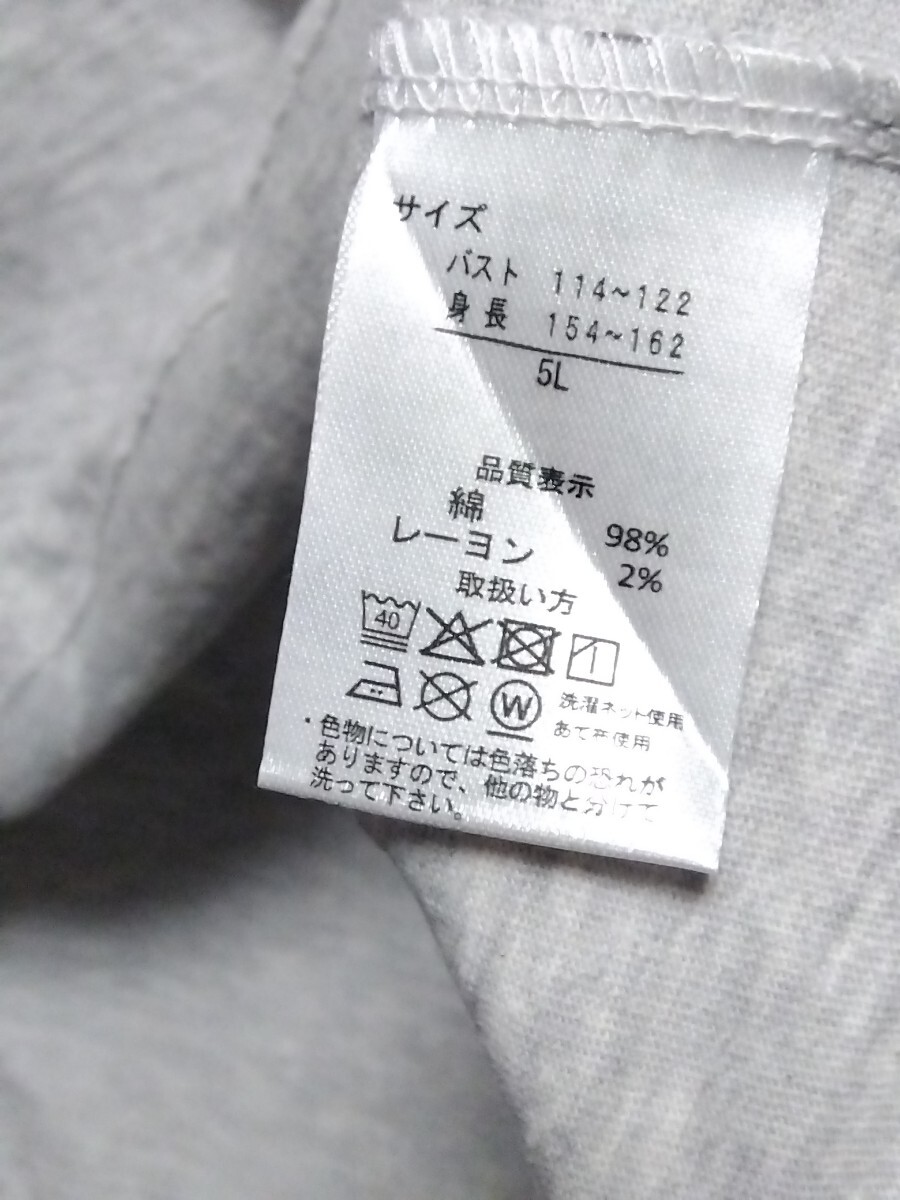 サイズ
バスト 114~122
身長 154~162
5L
品質表示
綿 98%
レーヨン 2%
取扱い方
40
W 洗濯ネット使用
あて布使用
・色物については色落ちの恐れが
ありますので、他の物と分けて
洗って下さい。